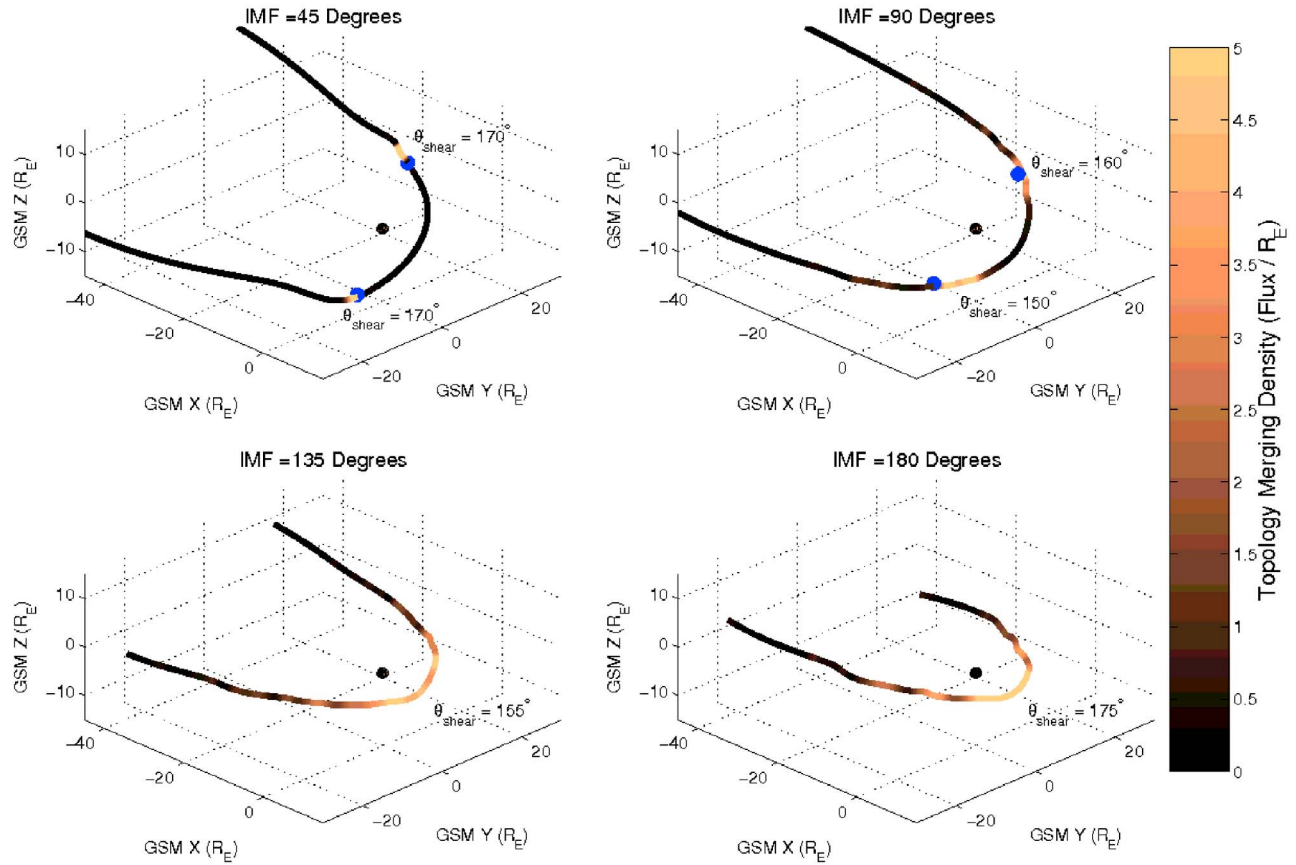 IMF =45 Degrees
θshear = 170°
θshear = 170°
GSM Z (RE)
10
0
−10
−40
−20
0
GSM X (RE)
−20
0
20
GSM Y (RE)
IMF =90 Degrees
θshear = 160°
θshear = 150°
GSM Z (RE)
10
0
−10
−40
−20
0
GSM X (RE)
−20
0
20
GSM Y (RE)
IMF =135 Degrees
θshear = 165°
GSM Z (RE)
10
0
−10
−40
−20
0
GSM X (RE)
−20
0
20
GSM Y (RE)
IMF =180 Degrees
θshear = 175°
GSM Z (RE)
10
0
−10
−40
−20
0
GSM X (RE)
−20
0
20
GSM Y (RE)
5
4.5
4
3.5
3
2.5
2
1.5
1
0.5
0
Topology Merging Density (Flux / RE)